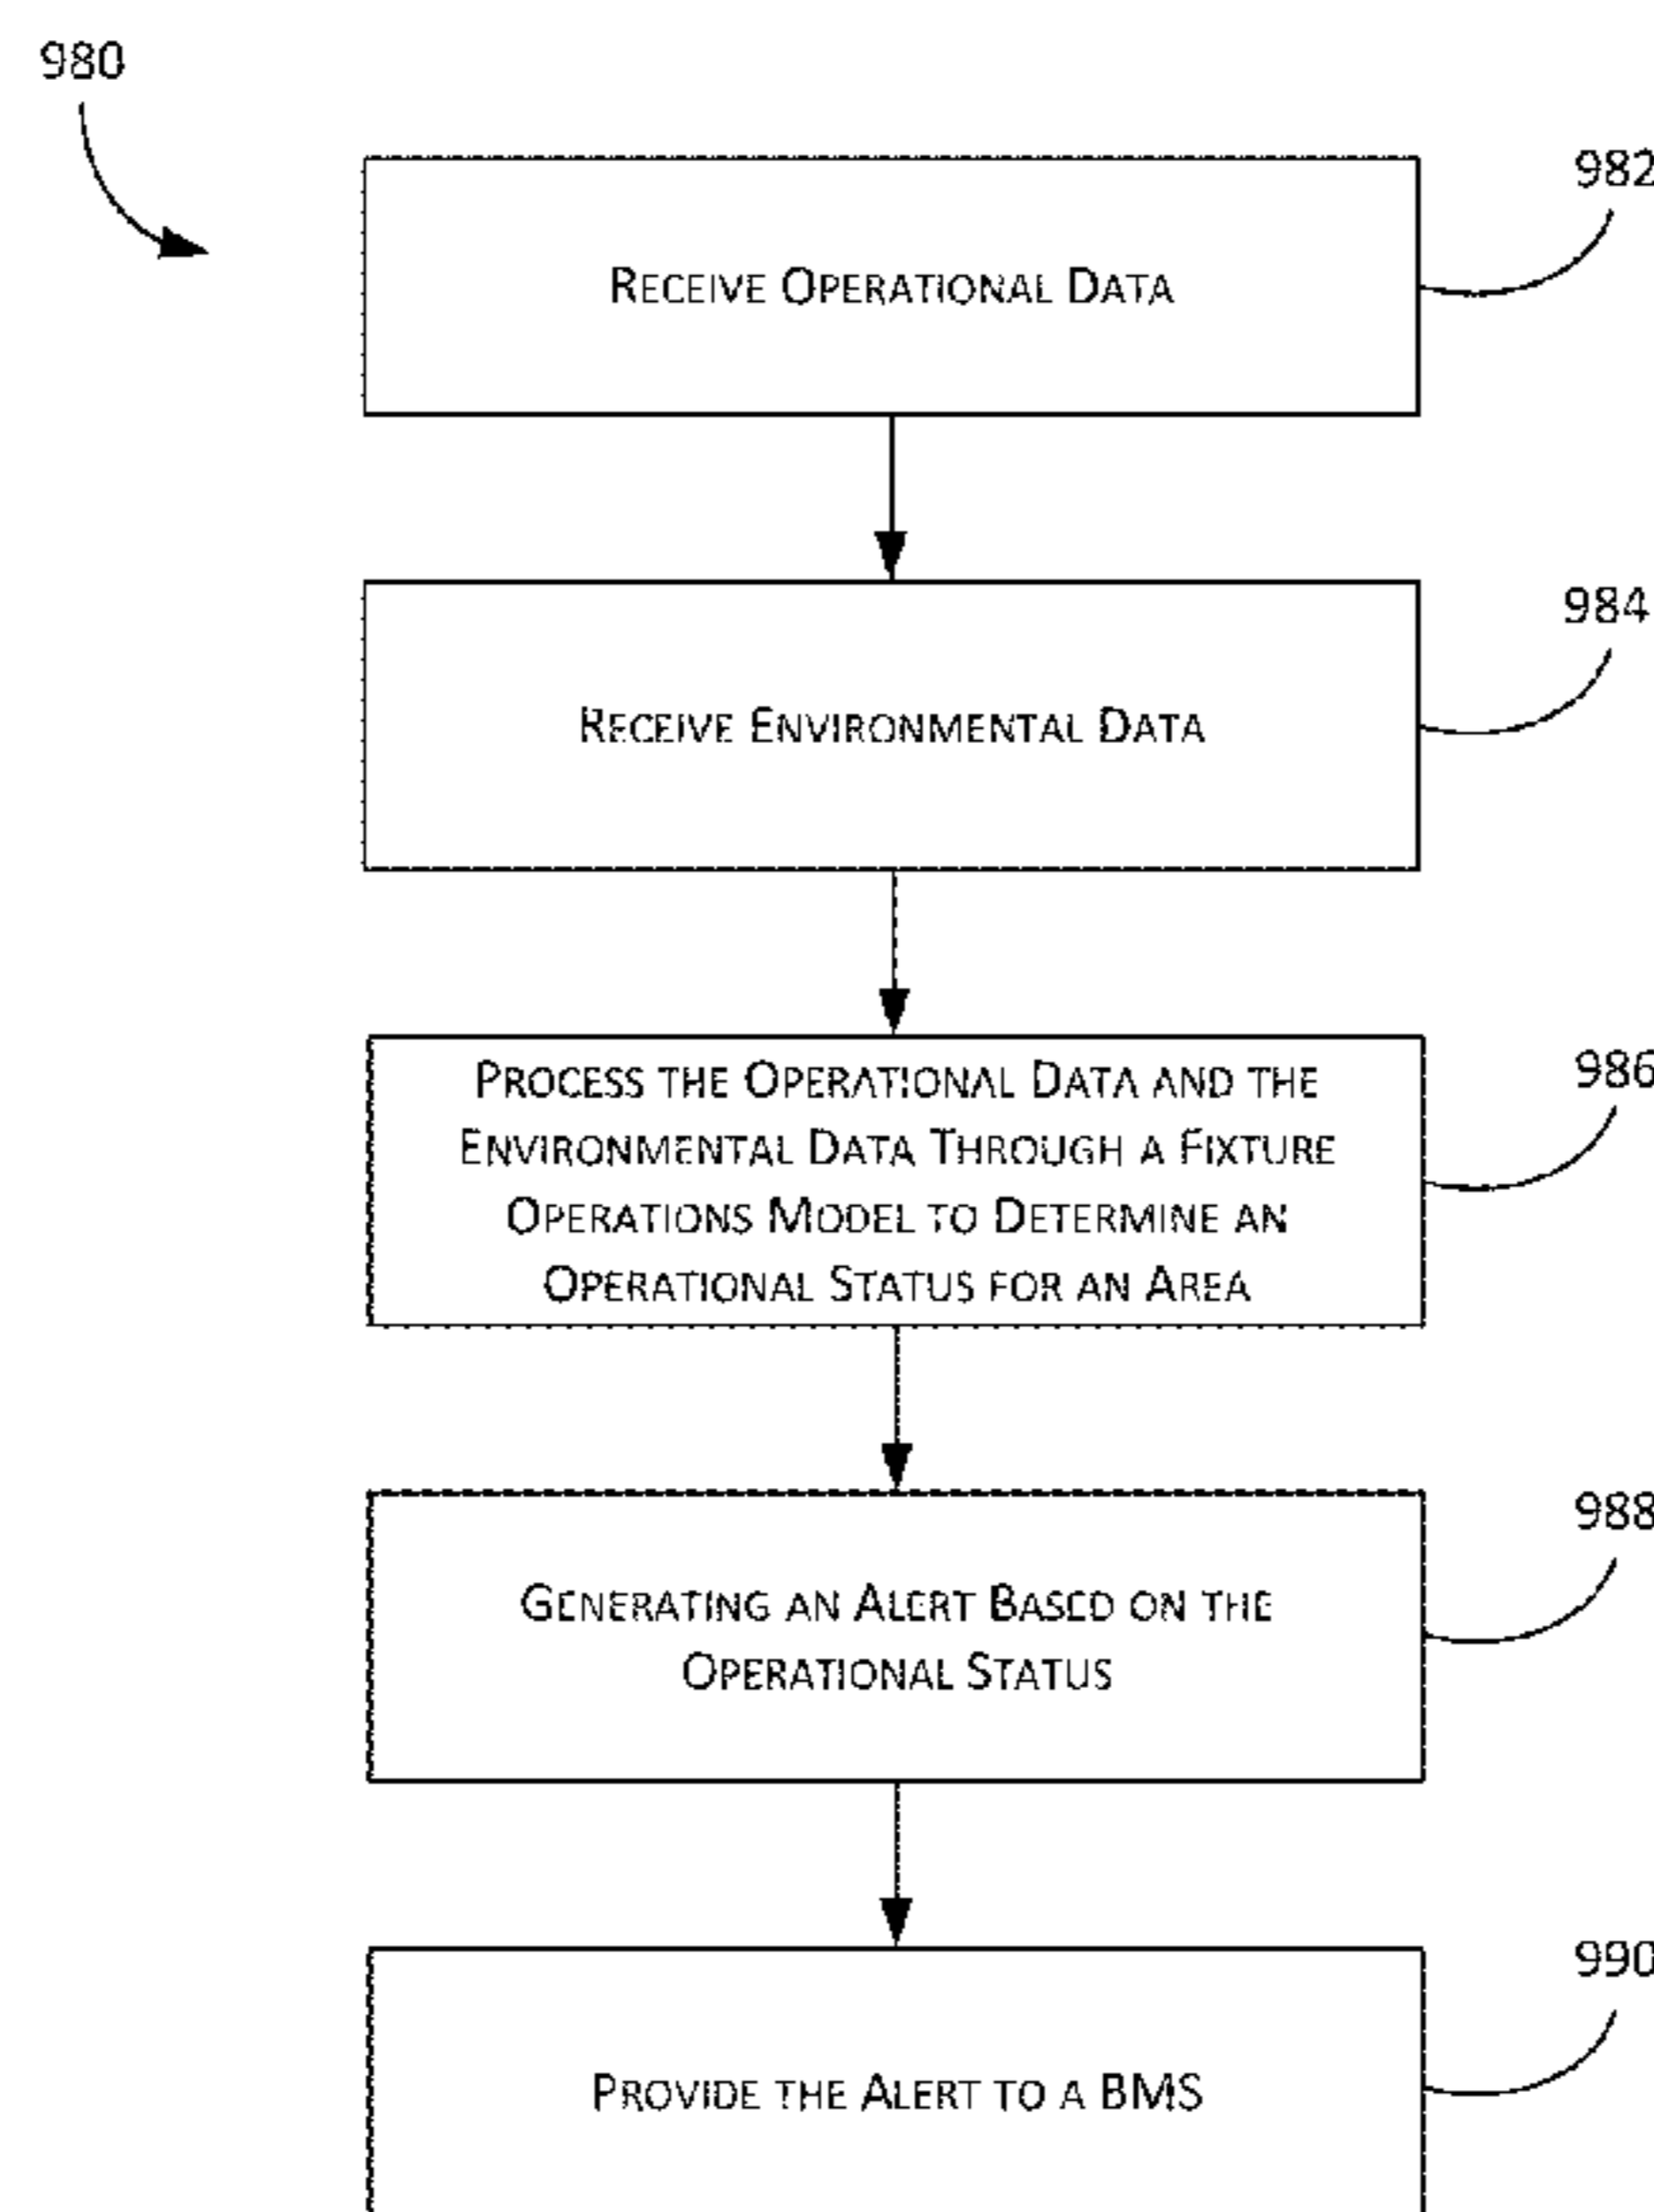 980
982
RECEIVE OPERATIONAL DATA
984
RECEIVE ENVIRONMENTAL DATA
986
PROCESS THE OPERATIONAL DATA AND THE
ENVIRONMENTAL DATA THROUGH A FIXTURE
OPERATIONS MODEL TO DETERMINE AN
OPERATIONAL STATUS FOR AN AREA
988
GENERATING AN ALERT BASED ON THE
OPERATIONAL STATUS
990
PROVIDE THE ALERT TO A BMS